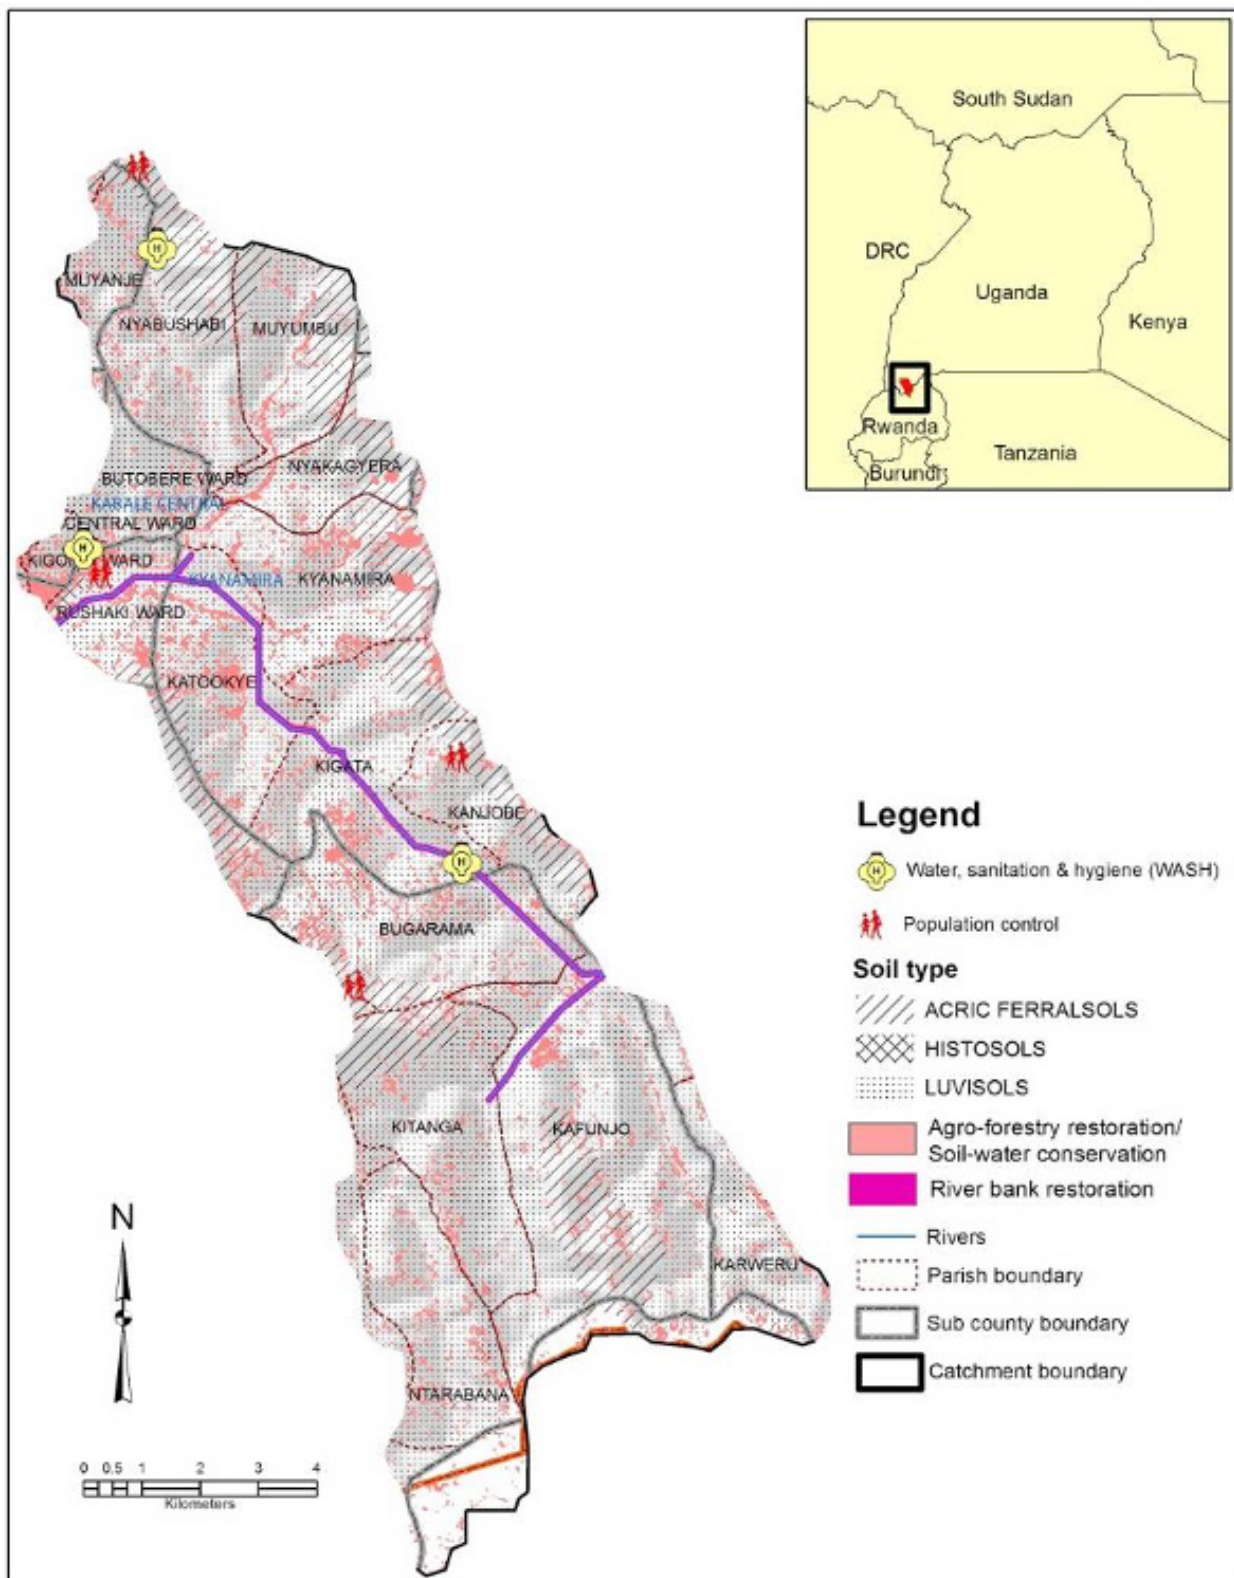 South Sudan
DRC
Uganda
Kenya
Rwanda
Tanzania
Burundi
MUYANJE
NYABUSHABI
MUYUMBU
NYAKAGYERA
BUTOBERE WARD
KABALE CENTRAL
CENTRAL WARD
WARD
KYANAMIRA
KYANAMIRA
RUSHAKI WARD
KATOOKYE
KIGATA
KANJOBE
BUGARAMA
KITANGA
KAFUNJO
KARWERU
NTARABANA
Legend
H
H
H
H
Water, sanitation & hygiene (WASH)
Population control
Soil type
ACRIC FERRALSOLS
HISTOSOLS
LUVISOLS
Agro-forestry restoration/
Soil-water conservation
River bank restoration
Rivers
Parish boundary
Sub county boundary
Catchment boundary
N
0 0.5 1 2 3 4
Kilometers